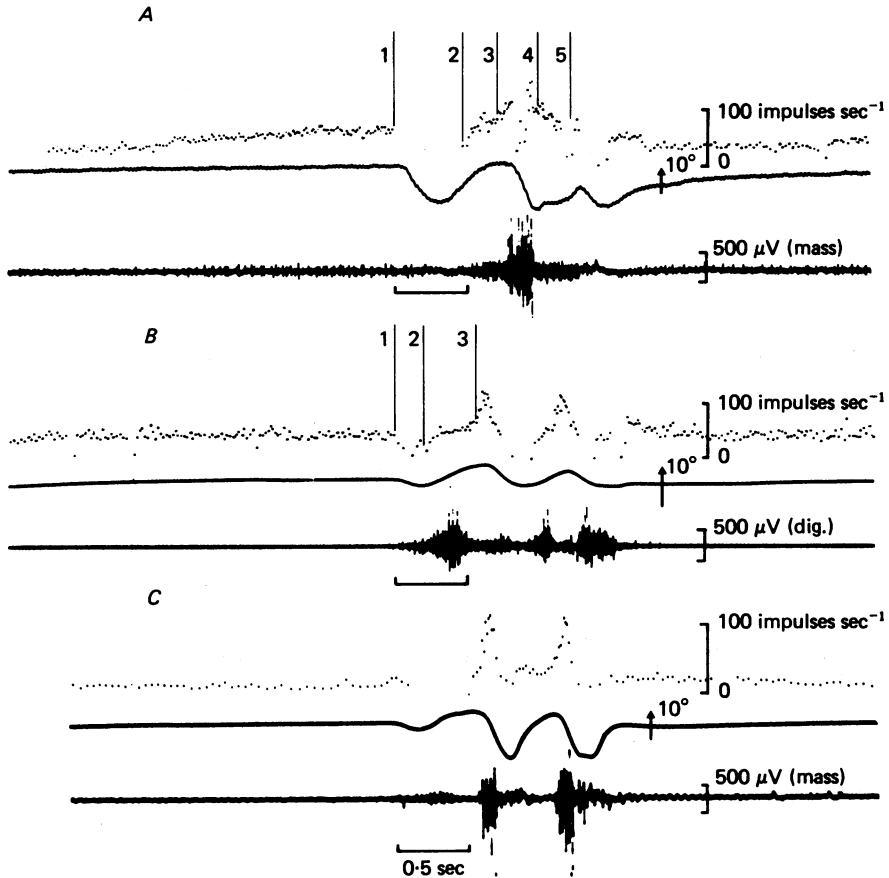 A
1 2 3 4 5
100 impulses sec⁻¹
0
10°
500 µV (mass)
B
1 2 3
100 impulses sec⁻¹
0
10°
500 µV (dig.)
C
100 impulses sec⁻¹
0
10°
500 µV (mass)
0·5 sec